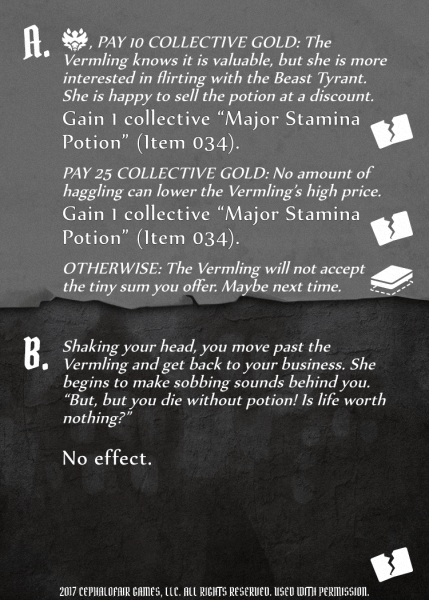 A. , PAY 10 COLLECTIVE GOLD: The
Vermling knows it is valuable, but she is more
interested in flirting with the Beast Tyrant.
She is happy to sell the potion at a discount.
Gain 1 collective “Major Stamina
Potion” (Item 034).
PAY 25 COLLECTIVE GOLD: No amount of
haggling can lower the Vermling’s high price.
Gain 1 collective “Major Stamina
Potion” (Item 034).
OTHERWISE: The Vermling will not accept
the tiny sum you offer. Maybe next time.
B. Shaking your head, you move past the
Vermling and get back to your business. She
begins to make sobbing sounds behind you.
“But, but you die without potion! Is life worth
nothing?”
No effect.
2017 CEPHALOFAIR GAMES, LLC. ALL RIGHTS RESERVED. USED WITH PERMISSION.